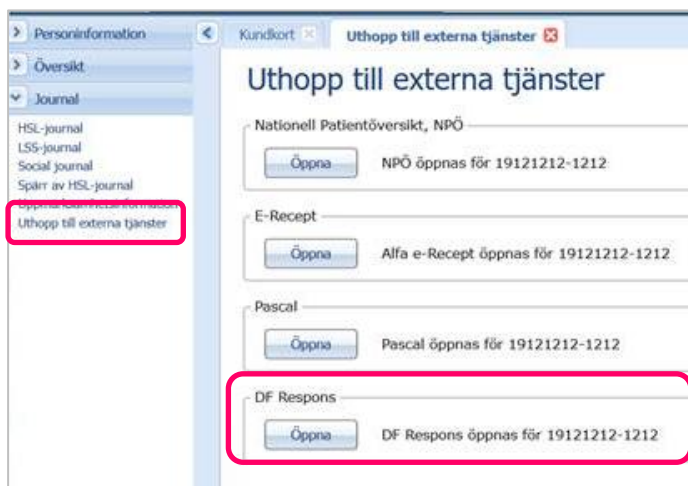 Personinformation
Översikt
Journal
HSL-journal
LSS-journal
Social journal
Spärr av HSL-journal
Uthopp till externa tjänster
Kundkort
Uthopp till externa tjänster
Uthopp till externa tjänster
Nationell Patientöversikt, NPÖ
Öppna NPÖ öppnas för 19121212-1212
E-Recept
Öppna Alfa e-Recept öppnas för 19121212-1212
Pascal
Öppna Pascal öppnas för 19121212-1212
DF Respons
Öppna DF Respons öppnas för 19121212-1212